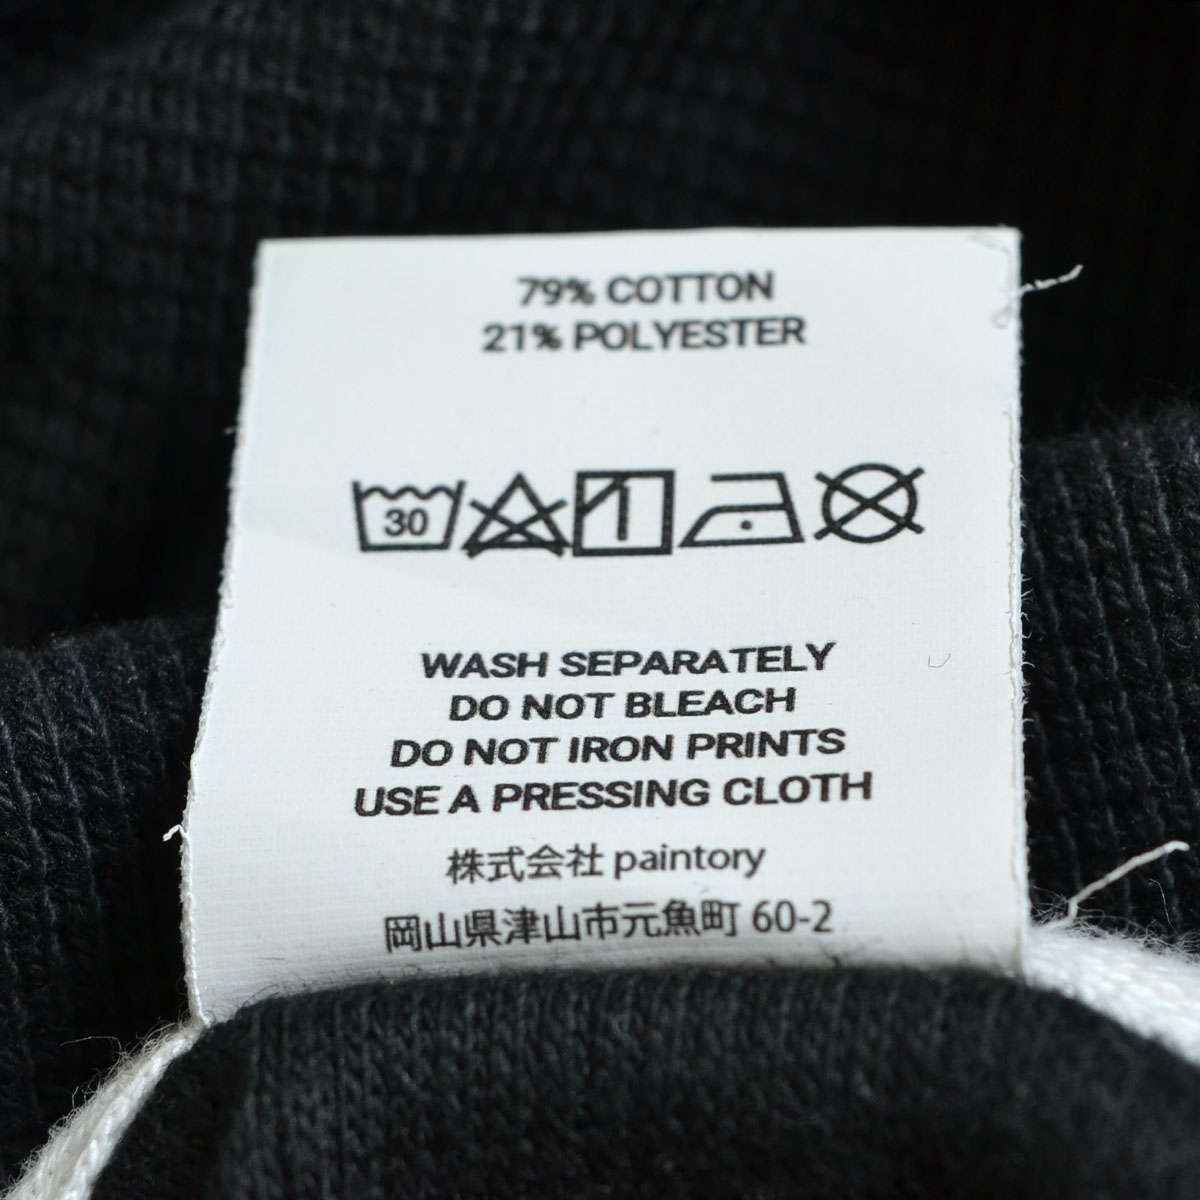 79% COTTON
21% POLYESTER
30
WASH SEPARATELY
DO NOT BLEACH
DO NOT IRON PRINTS
USE A PRESSING CLOTH
株式会社 paintory
岡山県津山市元魚町 60-2